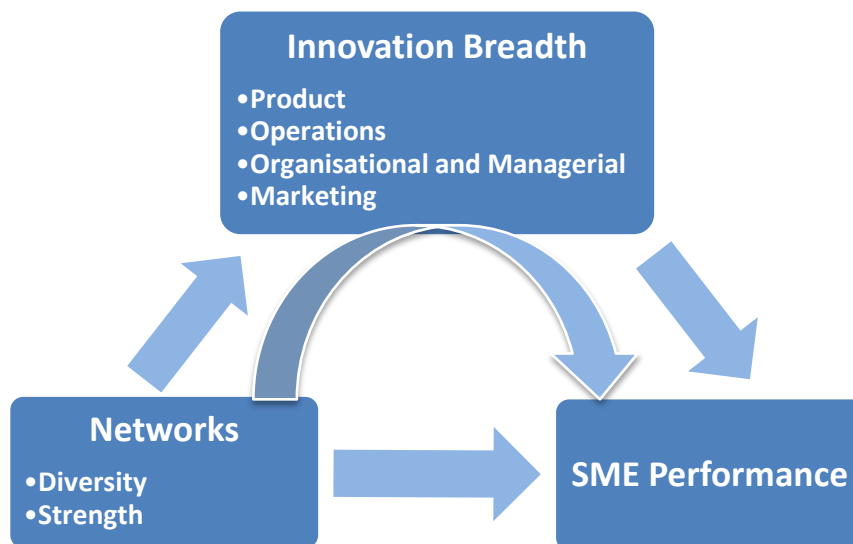 Innovation Breadth
•Product
•Operations
•Organisational and Managerial
•Marketing
Networks
•Diversity
•Strength
SME Performance